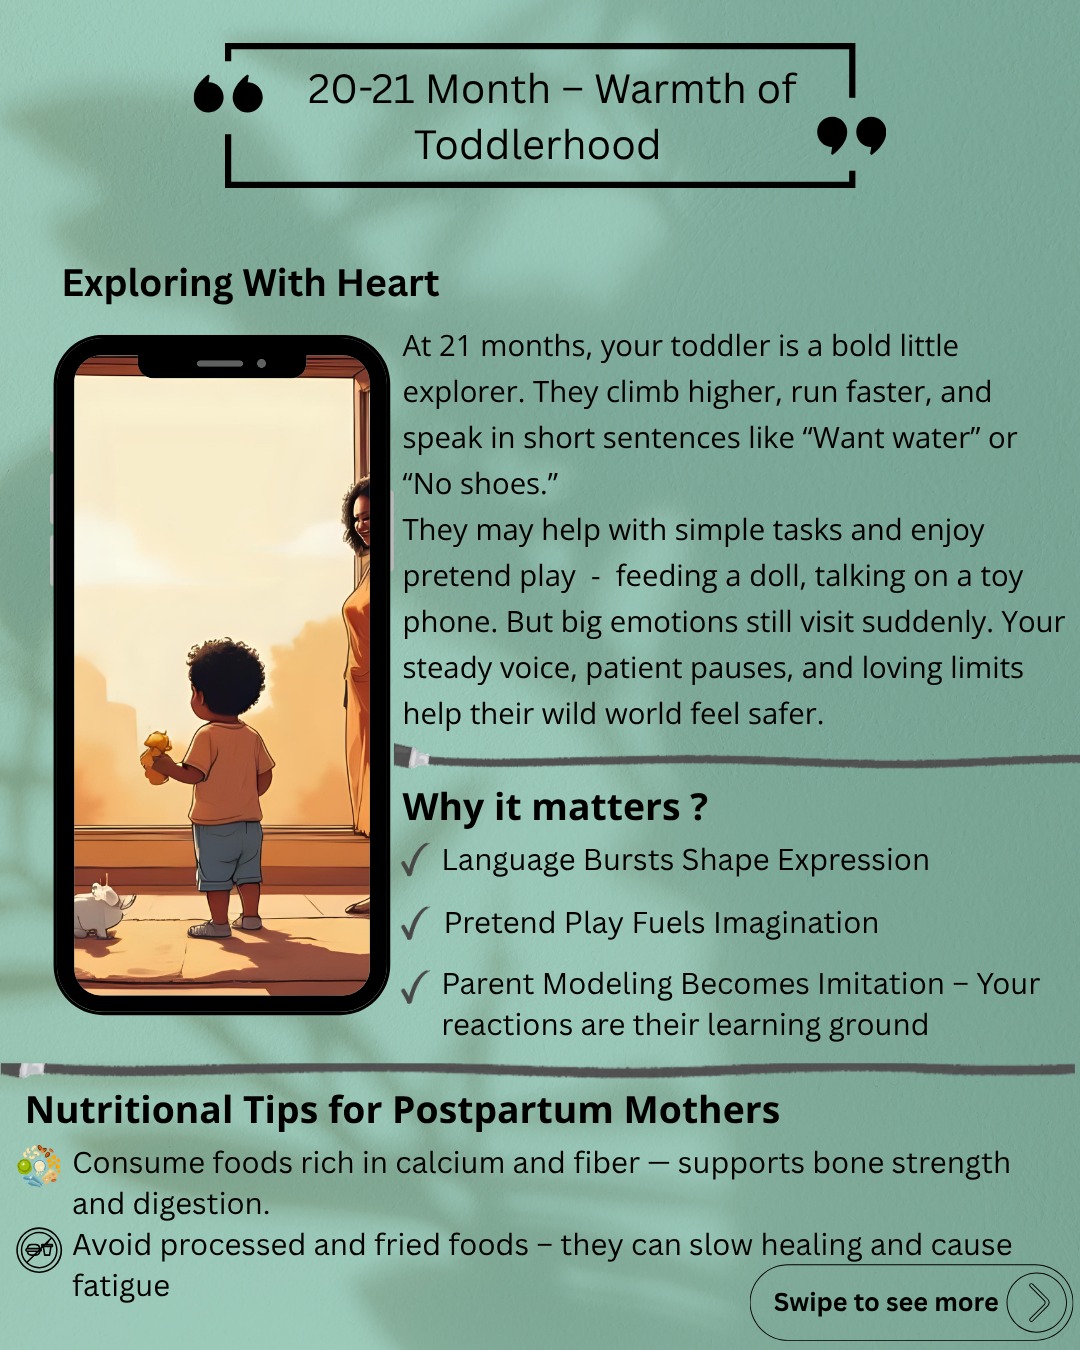 20-21 Month – Warmth of
Toddlerhood
Exploring With Heart
At 21 months, your toddler is a bold little
explorer. They climb higher, run faster, and
speak in short sentences like “Want water” or
“No shoes.”
They may help with simple tasks and enjoy
pretend play  -  feeding a doll, talking on a toy
phone. But big emotions still visit suddenly. Your
steady voice, patient pauses, and loving limits
help their wild world feel safer.
Why it matters ?
✓ Language Bursts Shape Expression
✓ Pretend Play Fuels Imagination
✓ Parent Modeling Becomes Imitation – Your
reactions are their learning ground
Nutritional Tips for Postpartum Mothers
Consume foods rich in calcium and fiber — supports bone strength
and digestion.
Avoid processed and fried foods – they can slow healing and cause
fatigue
Swipe to see more